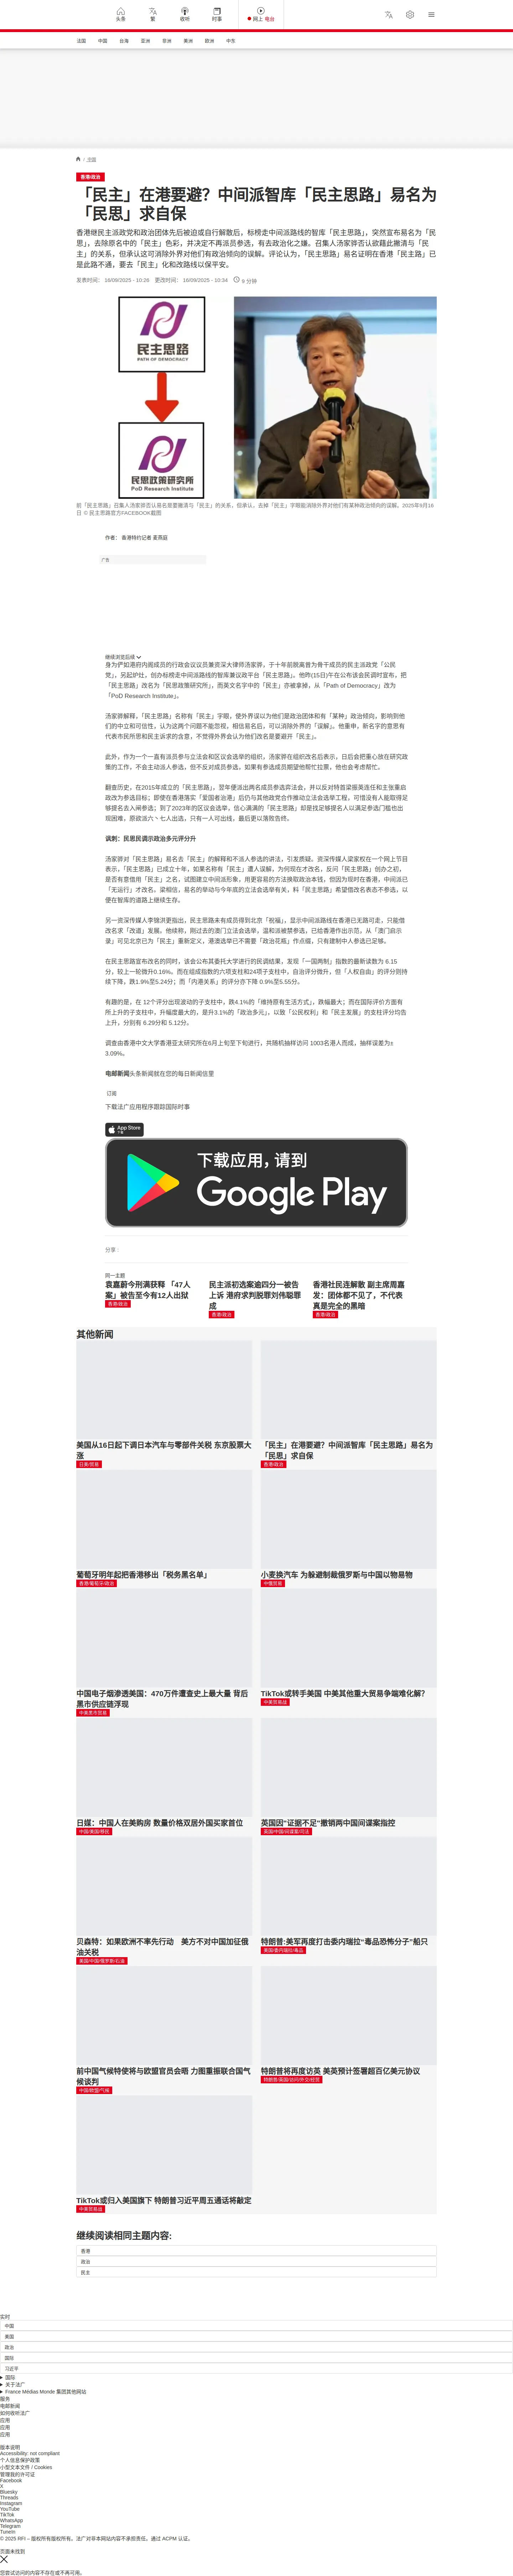 头条
繁
收听
时事
网上 电台
法国
中国
台海
亚洲
非洲
美洲
欧洲
中东
/ 中国
香港/政治
「民主」在港要避？中间派智库「民主思路」易名为「民思」求自保
香港继民主派政党和政治团体先后被迫或自行解散后，标榜走中间派路线的智库「民主思路」，突然宣布易名为「民思」，去除原名中的「民主」色彩，并决定不再派员参选，有去政治化之嫌。召集人汤家骅否认欲藉此撇清与「民主」的关系，但承认这可消除外界对他们有政治倾向的误解。评论认为，「民主思路」易名证明在香港「民主路」已是此路不通，要去「民主」化和改路线以保平安。
发表时间： 16/09/2025 - 10:26 更改时间： 16/09/2025 - 10:34 9 分钟
民主思路
PATH OF DEMOCRACY
民思政策研究所
PoD Research Institute
前「民主思路」召集人汤家骅否认易名是要撇清与「民主」的关系，但承认，去掉「民主」字眼能消除外界对他们有某种政治倾向的误解。2025年9月16日 © 民主思路官方FACEBOOK截图
作者： 香港特约记者 麦燕庭
广告
继续浏览后续
身为俨如港府内阁成员的行政会议议员兼资深大律师汤家骅，于十年前脱离曾为骨干成员的民主派政党「公民党」，另起炉灶，创办标榜走中间派路线的智库兼议政平台「民主思路」。他昨(15日)午在公布该会民调时宣布，把「民主思路」改名为「民思政策研究所」，而英文名字中的「民主」亦被拿掉，从「Path of Democracy」改为「PoD Research Institute」。
汤家骅解释，「民主思路」名称有「民主」字眼，使外界误以为他们是政治团体和有「某种」政治倾向，影响到他们的中立和可信性，认为这两个问题不能忽视，相信易名后，可以消除外界的「误解」。他重申，新名字的意思有代表市民所思和民主诉求的含意，不觉得外界会认为他们改名是要避开「民主」。
此外，作为一个一直有派员参与立法会和区议会选举的组织，汤家骅在组织改名后表示，日后会把重心放在研究政策的工作，不会主动派人参选，但不反对成员参选，如果有参选成员期望他帮忙拉票，他也会考虑帮忙。
翻查历史，在2015年成立的「民主思路」，翌年便派出两名成员参选弃法会，并以反对特首梁振英连任和主张重启政改为参选目标；即使在香港落实「爱国者治港」后仍与其他政党合作推动立法会选举工程，可惜没有人能取得足够提名去入闸参选；到了2023年的区议会选举，信心满满的「民主思路」却是找足够提名人以满足参选门槛也出现困难，原欲派六丶七人出选，只有一人可出线，最后更以落败告终。
讽刺：民思民调示政治多元评分升
汤家骅对「民主思路」易名去「民主」的解释和不派人参选的讲法，引发质疑。资深传媒人梁家权在一个网上节目表示，「民主思路」已成立十年，如果名称有「民主」遭人误解，为何现在才改名，反问「民主思路」创办之初，是否有意借用「民主」之名，试图建立中间派形象，用更容易的方法换取政治本钱，但因为现时在香港，中间派已「无运行」才改名。梁相信，易名的举动与今年底的立法会选举有关，料「民主思路」希望借改名表态不参选，以便在智库的道路上继续生存。
另一资深传媒人李锦洪更指出，民主思路未有成员得到北京「祝福」，显示中间派路线在香港已无路可走，只能借改名求「改道」发展。他续称，刚过去的澳门立法会选举，温和派被禁参选，已给香港作出示范，从「澳门启示录」可见北京已为「民主」重新定义，港澳选举已不需要「政治花瓶」作点缀，只有建制中人参选已足够。
在民主思路宣布改名的同时，该会公布其委托大学进行的民调结果，发现「一国两制」指数的最新读数为 6.15分，较上一轮微升0.16%。而在组成指数的六项支柱和24项子支柱中，自治评分微升，但「人权自由」的评分则持续下降，跌1.9%至5.24分；而「内港关系」的评分亦下降 0.9%至5.55分。
有趣的是，在 12个评分出现波动的子支柱中，跌4.1%的「维持原有生活方式」，跌幅最大；而在国际评价方面有所上升的子支柱中，升幅度最大的，是升3.1%的「政治多元」，以致「公民权利」和「民主发展」的支柱评分均告上升，分别有 6.29分和 5.12分。
调查由香港中文大学香港亚太研究所在6月上旬至下旬进行，共随机抽样访问 1003名港人而成，抽样误差为± 3.09%。
电邮新闻头条新闻就在您的每日新闻信里
订阅
下载法广应用程序跟踪国际时事
App Store
下载
下载应用，请到
Google Play
分享 :
同一主题
袁嘉蔚今刑满获释 「47人案」被告至今有12人出狱
香港/政治
民主派初选案逾四分一被告上诉 港府求判脱罪刘伟聪罪成
香港/政治
香港社民连解散 副主席周嘉发：团体都不见了，不代表真是完全的黑暗
香港/政治
其他新闻
美国从16日起下调日本汽车与零部件关税 东京股票大涨
日美/贸易
「民主」在港要避？中间派智库「民主思路」易名为「民思」求自保
香港/政治
葡萄牙明年起把香港移出「税务黑名单」
香港/葡萄牙/政治
小麦换汽车 为躲避制裁俄罗斯与中国以物易物
中俄贸易
中国电子烟渗透美国：470万件遭查史上最大量 背后黑市供应链浮现
中美黑市贸易
TikTok或转手美国 中美其他重大贸易争端难化解？
中美贸易战
日媒：中国人在美购房 数量价格双居外国买家首位
中国/美国/移民
英国因"证据不足"撤销两中国间谍案指控
英国/中国/间谍案/司法
贝森特：如果欧洲不率先行动　美方不对中国加征俄油关税
美国/中国/俄罗斯/石油
特朗普:美军再度打击委内瑞拉"毒品恐怖分子"船只
美国/委内瑞拉/毒品
前中国气候特使将与欧盟官员会晤 力图重振联合国气候谈判
中国/欧盟/气候
特朗普将再度访英 美英预计签署超百亿美元协议
特朗普/英国/访问/外交/经贸
TikTok或归入美国旗下 特朗普习近平周五通话将敲定
中美贸易战
继续阅读相同主题内容:
香港
政治
民主
实时
中国
美国
政治
国际
习近平
国际
关于法广
France Médias Monde 集团其他网站
服务
电邮新闻
如何收听法广
应用
应用
应用
版本说明
Accessibility: not compliant
个人信息保护政策
小型文本文件 / Cookies
管理我的许可证
Facebook
X
Bluesky
Threads
Instagram
YouTube
TikTok
WhatsApp
Telegram
TuneIn
© 2025 RFI – 版权所有版权所有。法广对非本网站内容不承担责任。通过 ACPM 认证。
页面未找到
您尝试访问的内容不存在或不再可用。